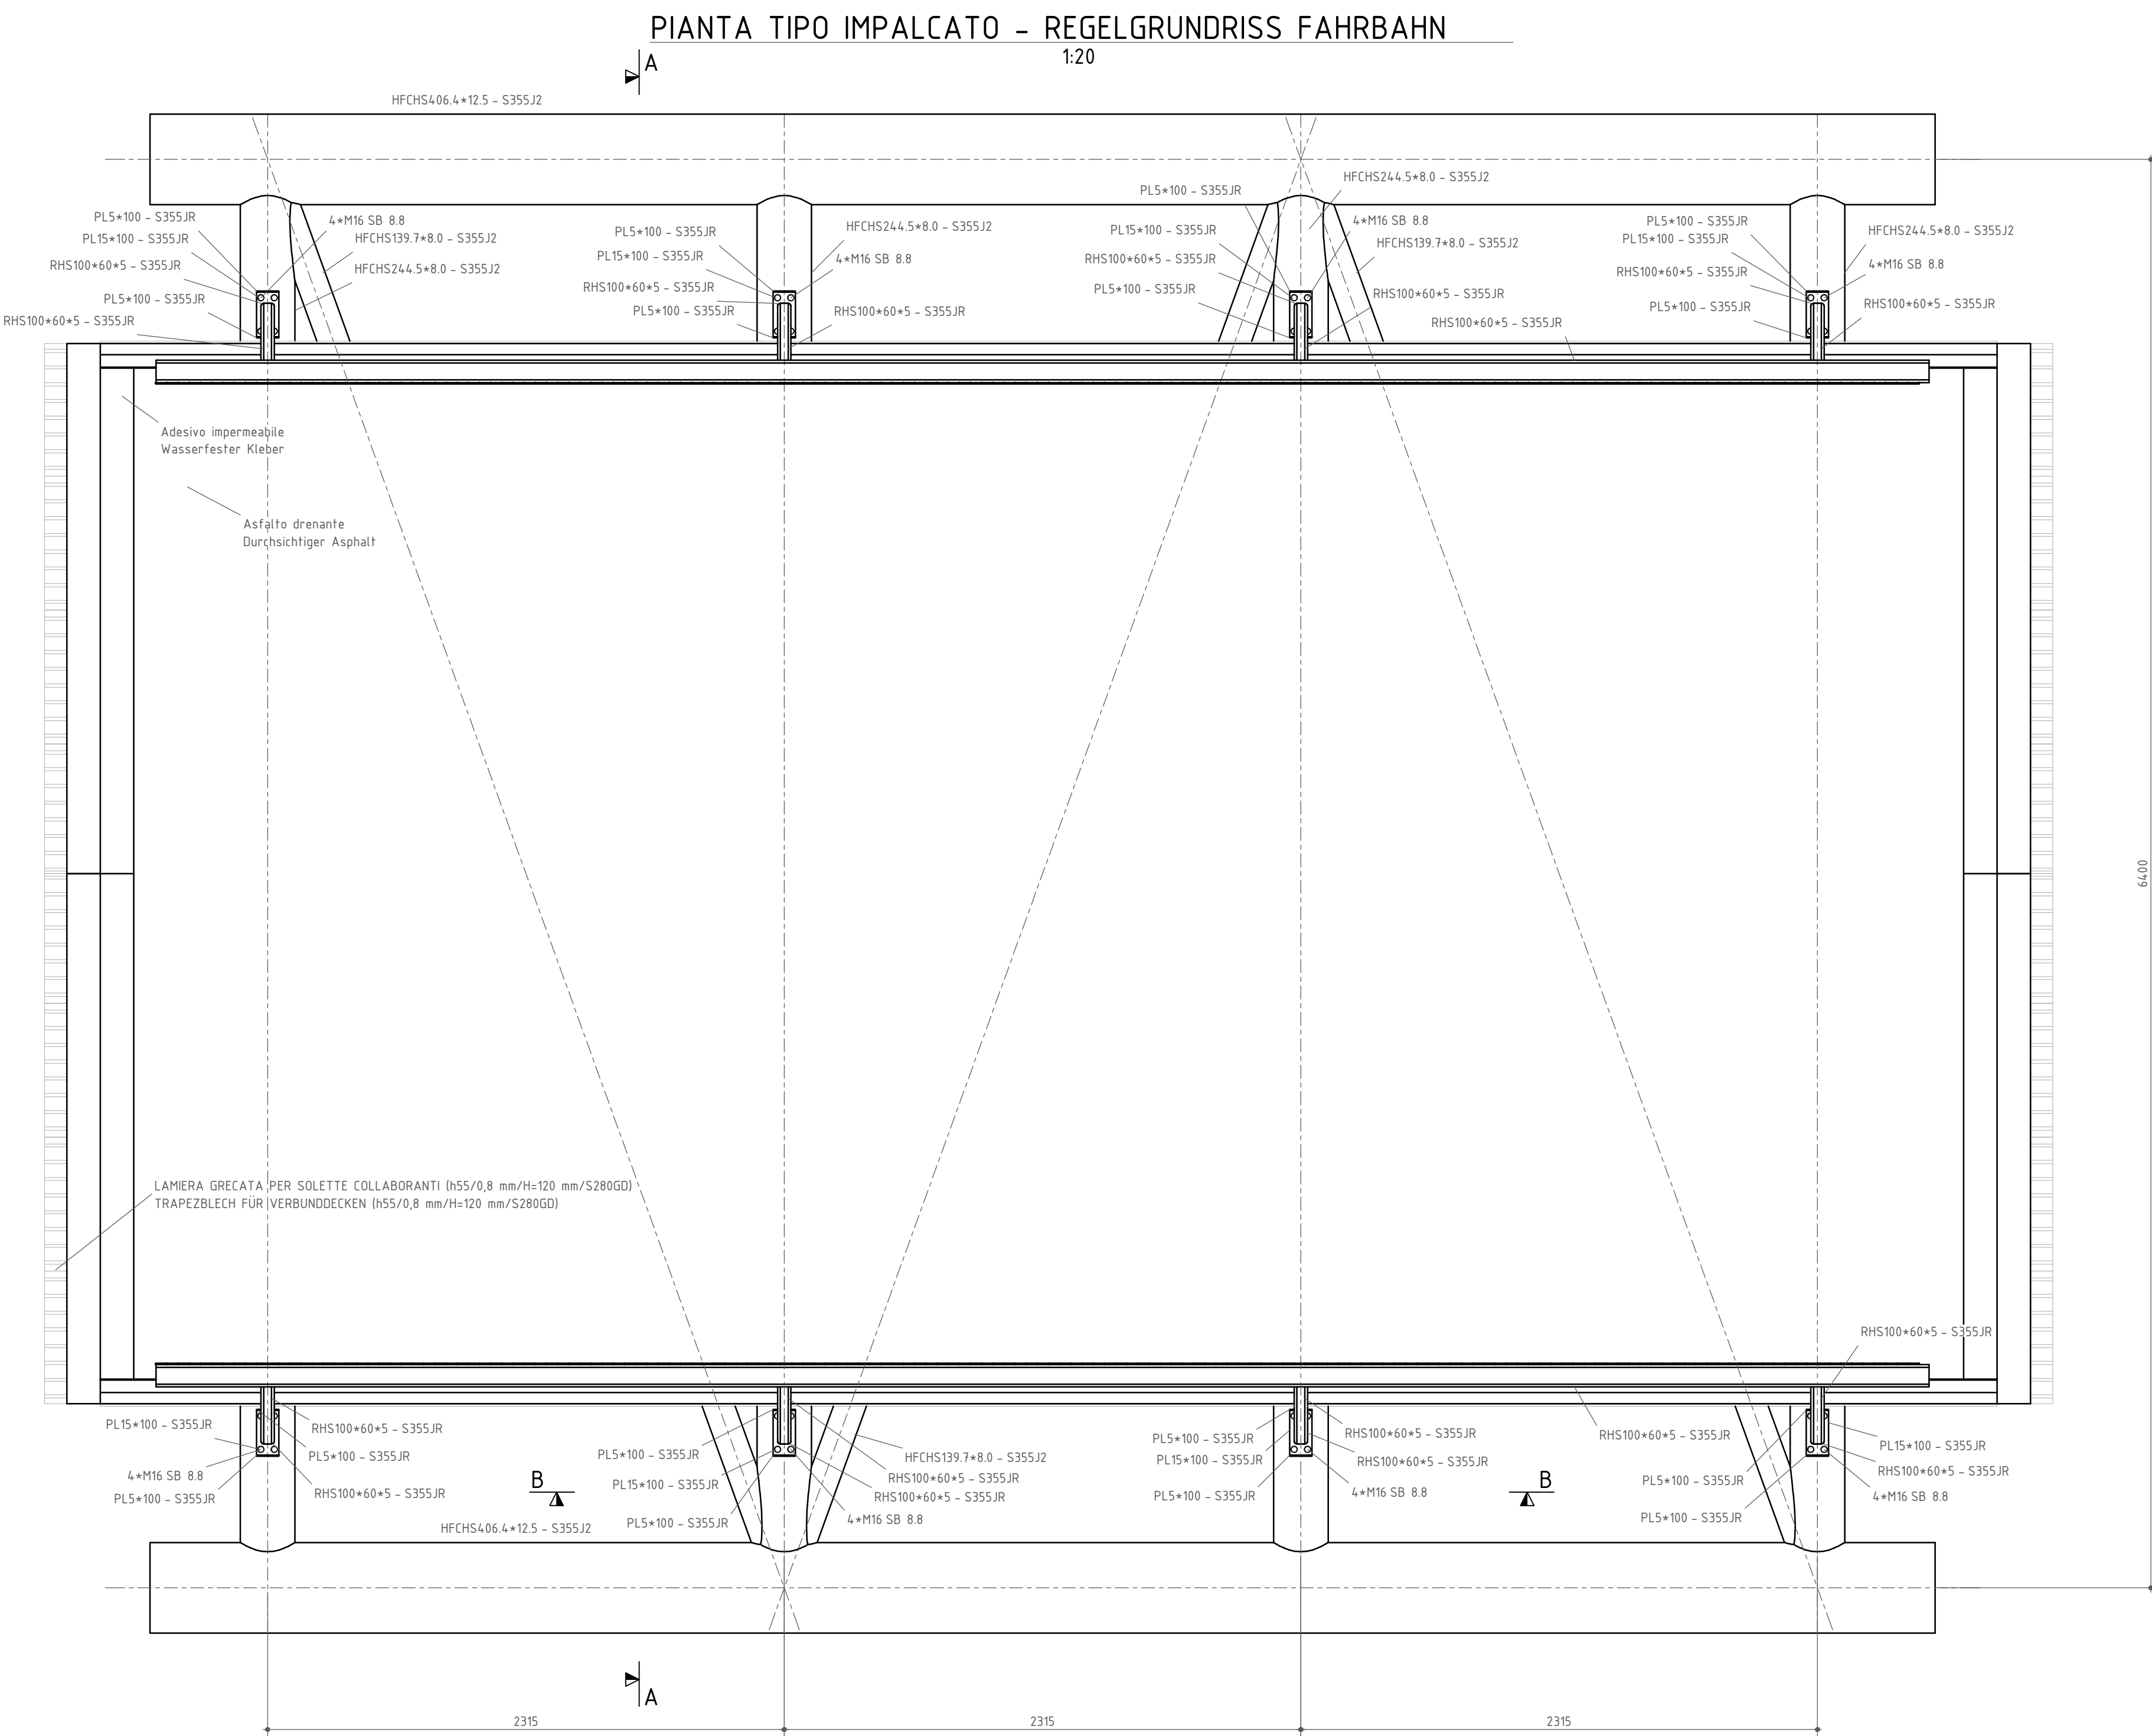 PIANTA TIPO IMPALCATO - REGELGRUNDRISS FAHRBAHN
1:20
A
HFCHS406.4*12.5 - S355J2
PL5*100 - S355JR
PL15*100 - S355JR
RHS100*60*5 - S355JR
PL5*100 - S355JR
RHS100*60*5 - S355JR
4*M16 SB 8.8
HFCHS139.7*8.0 - S355J2
HFCHS244.5*8.0 - S355J2
PL5*100 - S355JR
PL15*100 - S355JR
RHS100*60*5 - S355JR
PL5*100 - S355JR
HFCHS244.5*8.0 - S355J2
4*M16 SB 8.8
RHS100*60*5 - S355JR
PL5*100 - S355JR
PL15*100 - S355JR
RHS100*60*5 - S355JR
PL5*100 - S355JR
HFCHS244.5*8.0 - S355J2
4*M16 SB 8.8
HFCHS139.7*8.0 - S355J2
RHS100*60*5 - S355JR
RHS100*60*5 - S355JR
PL5*100 - S355JR
PL15*100 - S355JR
RHS100*60*5 - S355JR
PL5*100 - S355JR
HFCHS244.5*8.0 - S355J2
4*M16 SB 8.8
RHS100*60*5 - S355JR
Adesivo impermeabile
Wasserfester Kleber
Asfalto drenante
Durchsichtiger Asphalt
6400
LAMIERA GRECATA PER SOLETTE COLLABORANTI (h55/0,8 mm/H=120 mm/S280GD)
TRAPEZBLECH FÜR VERBUNDDECKEN (h55/0,8 mm/H=120 mm/S280GD)
RHS100*60*5 - S355JR
PL15*100 - S355JR
4*M16 SB 8.8
PL5*100 - S355JR
RHS100*60*5 - S355JR
PL5*100 - S355JR
RHS100*60*5 - S355JR
B
HFCHS406.4*12.5 - S355J2
PL5*100 - S355JR
PL15*100 - S355JR
PL5*100 - S355JR
HFCHS139.7*8.0 - S355J2
RHS100*60*5 - S355JR
RHS100*60*5 - S355JR
4*M16 SB 8.8
PL5*100 - S355JR
PL15*100 - S355JR
PL5*100 - S355JR
RHS100*60*5 - S355JR
RHS100*60*5 - S355JR
4*M16 SB 8.8
B
RHS100*60*5 - S355JR
PL5*100 - S355JR
PL5*100 - S355JR
PL15*100 - S355JR
RHS100*60*5 - S355JR
4*M16 SB 8.8
A
2315
2315
2315